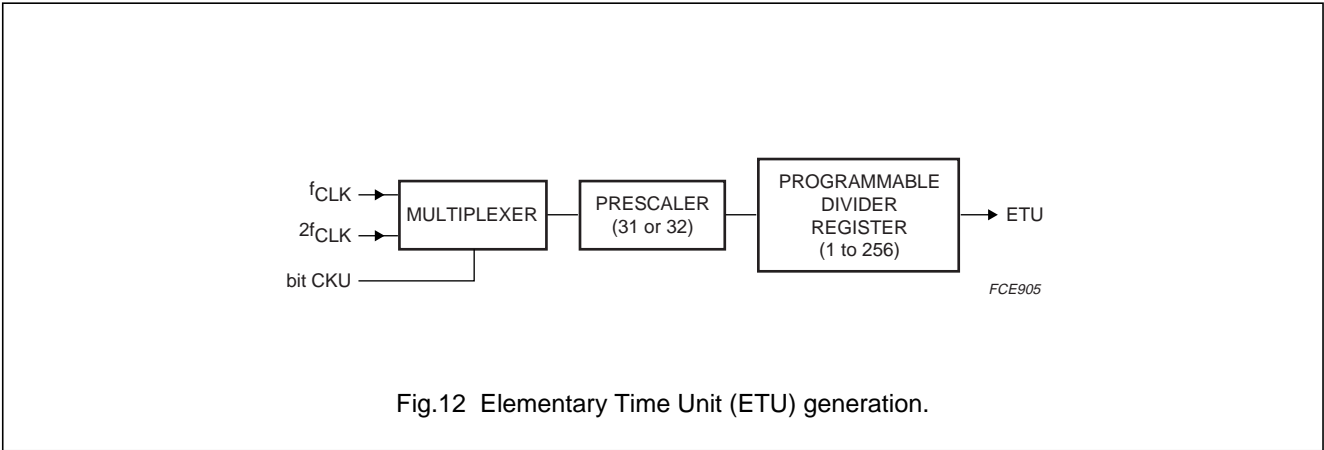 fCLK
2fCLK
bit CKU
MULTIPLEXER
PRESCALER
(31 or 32)
PROGRAMMABLE
DIVIDER
REGISTER
(1 to 256)
ETU
FCE905
Fig.12 Elementary Time Unit (ETU) generation.